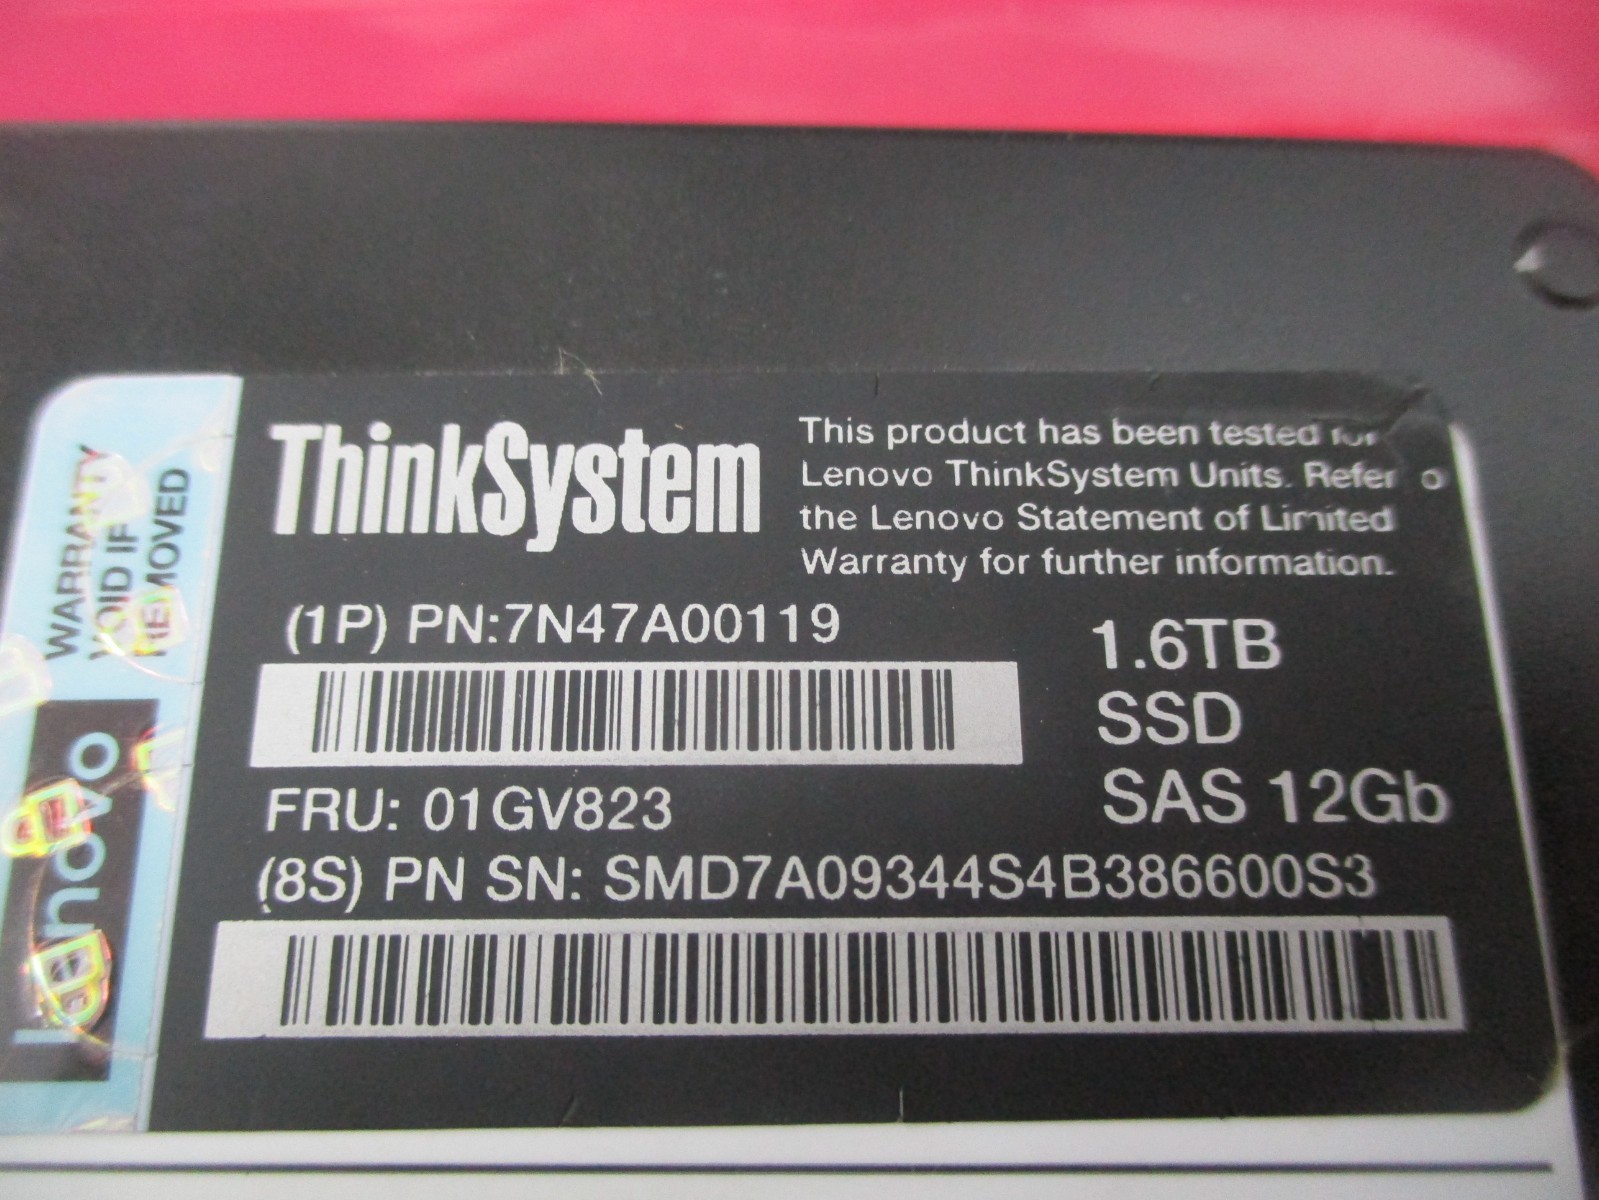 WARRANTY
VOID IF
REMOVED
Lenovo
ThinkSystem
This product has been tested for
Lenovo ThinkSystem Units. Refer o
the Lenovo Statement of Limited
Warranty for further information.
(1P) PN:7N47A00119
1.6TB
SSD
SAS 12Gb
FRU: 01GV823
(8S) PN SN: SMD7A09344S4B386600S3